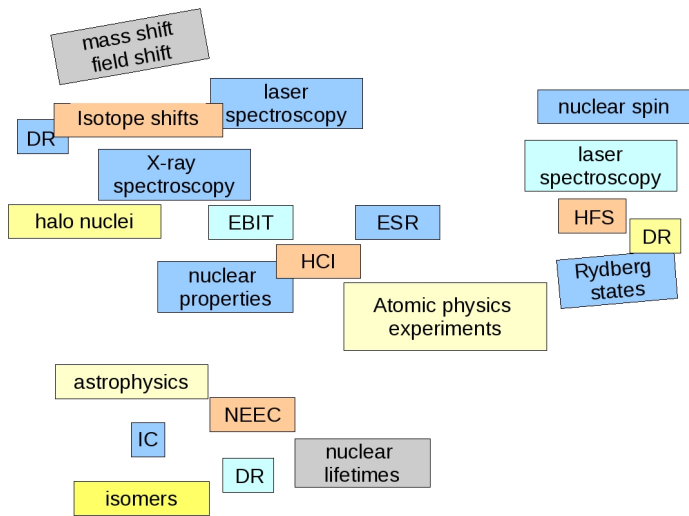 mass shift
field shift
laser
spectroscopy
Isotope shifts
DR
nuclear spin
X-ray
spectroscopy
laser
spectroscopy
halo nuclei
EBIT
ESR
HFS
DR
HCI
nuclear
properties
Rydberg
states
Atomic physics
experiments
astrophysics
NEEC
IC
nuclear
lifetimes
DR
isomers